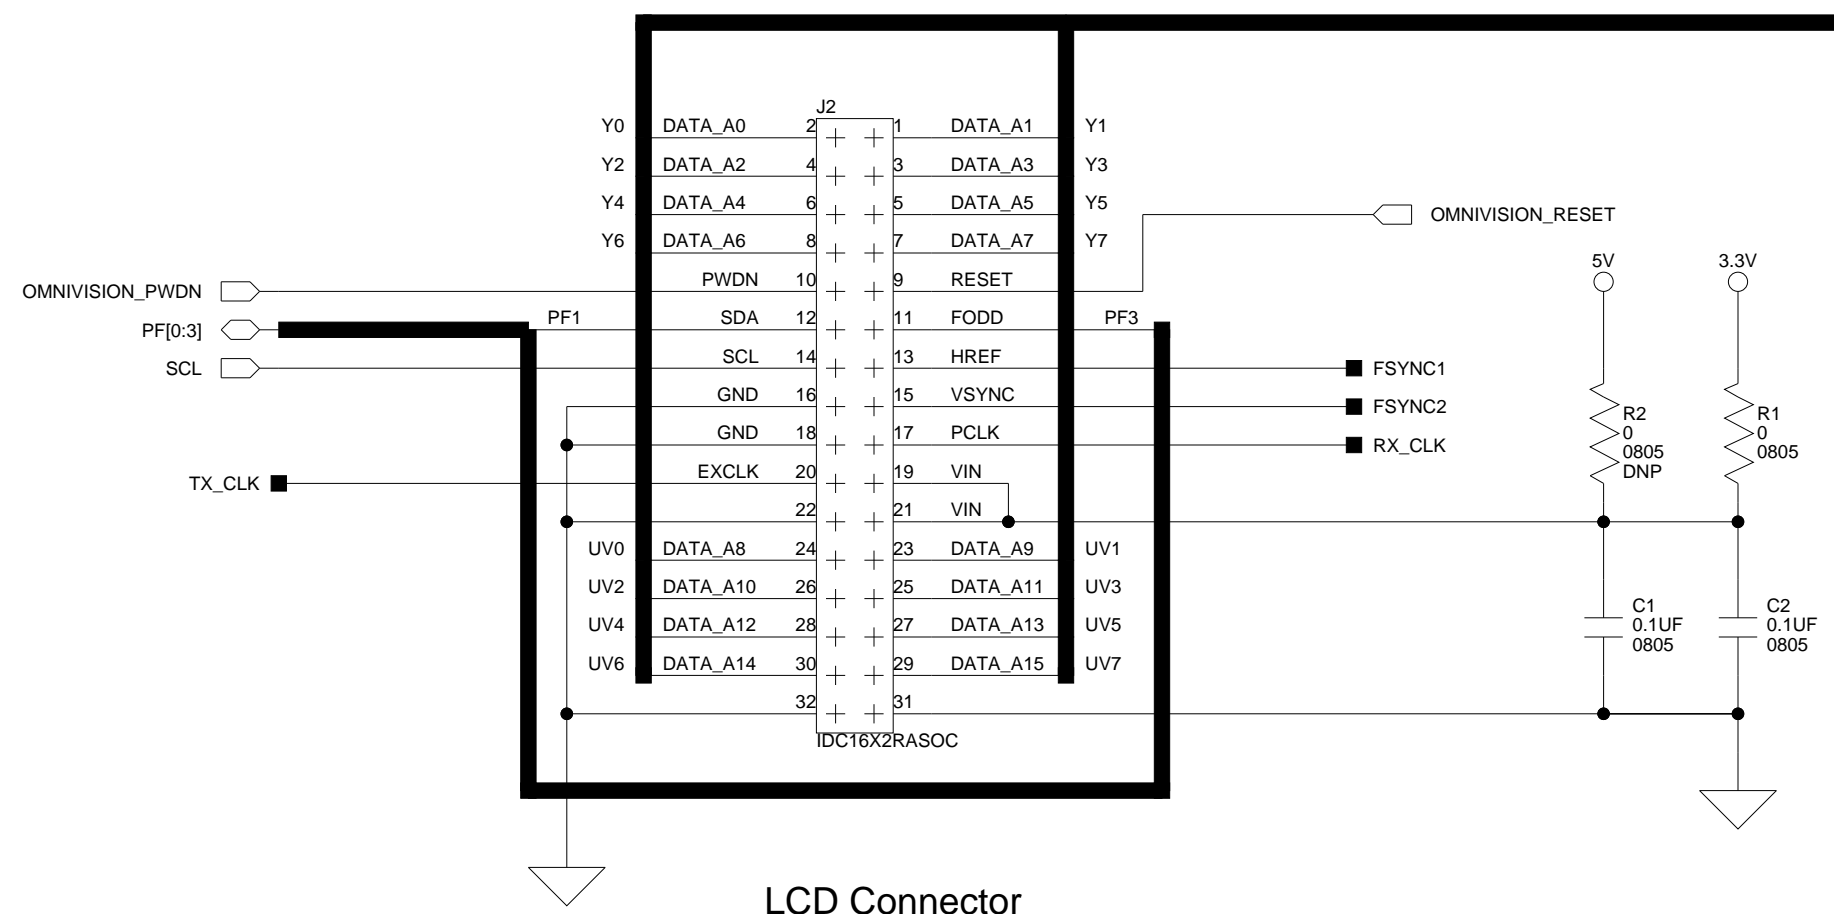 J2
Y0 DATA_A0 2 1 DATA_A1 Y1
Y2 DATA_A2 4 3 DATA_A3 Y3
Y4 DATA_A4 6 5 DATA_A5 Y5
OMNIVISION_RESET
Y6 DATA_A6 8 7 DATA_A7 Y7
5V 3.3V
OMNIVISION_PWDN PWDN 10 9 RESET
PF[0:3] PF1 SDA 12 11 FODD PF3
SCL SCL 14 13 HREF FSYNC1
GND 16 15 VSYNC FSYNC2
R2 R1
0 0
0805 0805
DNP
GND 18 17 PCLK RX_CLK
TX_CLK EXCLK 20 19 VIN
22 21 VIN
UV0 DATA_A8 24 23 DATA_A9 UV1
UV2 DATA_A10 26 25 DATA_A11 UV3
C1 C2
0.1UF 0.1UF
0805 0805
UV4 DATA_A12 28 27 DATA_A13 UV5
UV6 DATA_A14 30 29 DATA_A15 UV7
32 31
IDC16X2RASOC
LCD Connector